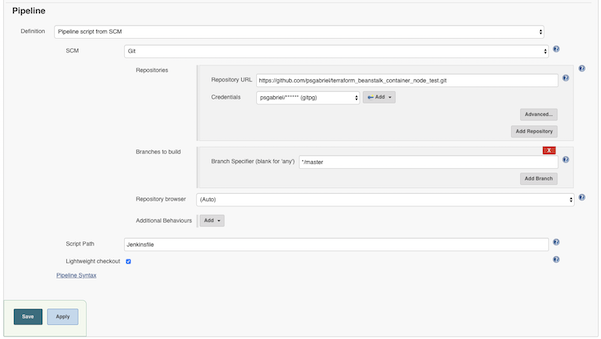 Pipeline
Definition Pipeline script from SCM
SCM Git
Repositories
Repository URL https://github.com/psgabriel/terraform_beanstalk_container_node_test.git
Credentials psgabriel/****** (gitpg) Add
Advanced...
Add Repository
Branches to build
X
Branch Specifier (blank for 'any') */master
Add Branch
Repository browser (Auto)
Additional Behaviours Add
Script Path Jenkinsfile
Lightweight checkout
Pipeline Syntax
Save Apply